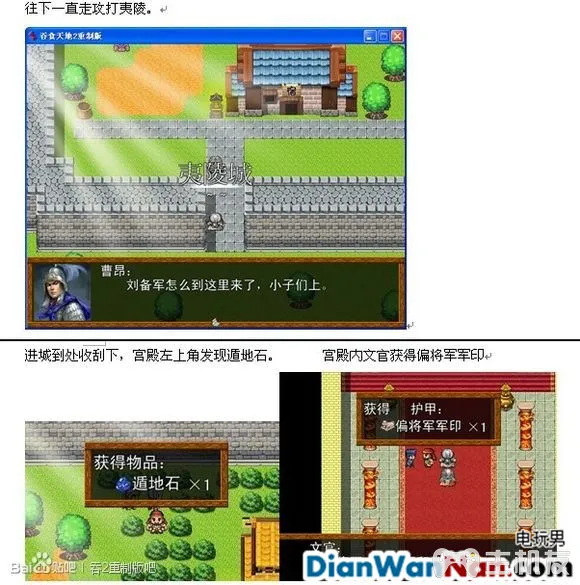 往下一直走攻打夷陵。
吞食天地2重制版
夷陵城
曹昂：
刘备军怎么到这里来了，小子们上。
进城到处收刮下，宫殿左上角发现遁地石。
宫殿内文官获得偏将军军印
获得物品：
遁地石 ×1
获得 护甲：
偏将军军印 ×1
文官
电玩男
Bai 贴吧 | 吞2重制版吧
DianWanNan.com